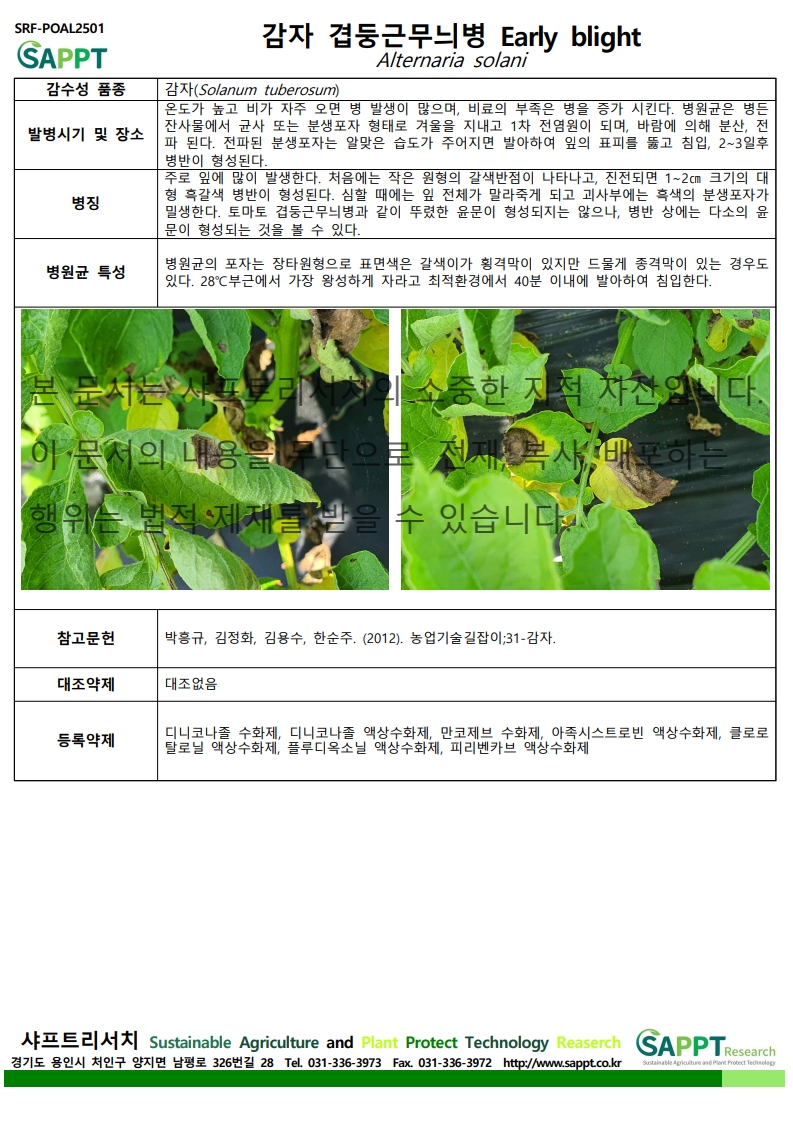 SRF-POAL2501
감자 겹둥근무늬병 Early blight
SAPPT
Alternaria solani
감수성 품종
감자(Solanum tuberosum)
발병시기 및 장소
온도가 높고 비가 자주 오면 병 발생이 많으며, 비료의 부족은 병을 증가 시킨다. 병원균은 병든
잔사물에서 균사 또는 분생포자 형태로 겨울을 지내고 1차 전염원이 되며, 바람에 의해 분산, 전
파 된다. 전파된 분생포자는 알맞은 습도가 주어지면 발아하여 잎의 표피를 뚫고 침입, 2~3일후
병반이 형성된다.
병징
주로 잎에 많이 발생한다. 처음에는 작은 원형의 갈색반점이 나타나고, 진전되면 1~2㎝ 크기의 대
형 흑갈색 병반이 형성된다. 심할 때에는 잎 전체가 말라죽게 되고 괴사부에는 흑색의 분생포자가
밀생한다. 토마토 겹둥근무늬병과 같이 뚜렷한 윤문이 형성되지는 않으나, 병반 상에는 다소의 윤
문이 형성되는 것을 볼 수 있다.
병원균 특성
병원균의 포자는 장타원형으로 표면색은 갈색이가 횡격막이 있지만 드물게 종격막이 있는 경우도
있다. 28℃부근에서 가장 왕성하게 자라고 최적환경에서 40분 이내에 발아하여 침입한다.
본 문서는 샤프트리서치의 소중한 지적 자산입니다.
이 문서의 내용을 무단으로 전재, 복사 배포하는
행위는 법적 제재를 받을 수 있습니다.
참고문헌
박흥규, 김정화, 김용수, 한순주. (2012). 농업기술길잡이;31-감자.
대조약제
대조없음
등록약제
디니코나졸 수화제, 디니코나졸 액상수화제, 만코제브 수화제, 아족시스트로빈 액상수화제, 클로로
탈로닐 액상수화제, 플루디옥소닐 액상수화제, 피리벤카브 액상수화제
샤프트리서치 Sustainable Agriculture and Plant Protect Technology Reaserch
경기도 용인시 처인구 양지면 남평로 326번길 28 Tel. 031-336-3973 Fax. 031-336-3972 http://www.sappt.co.kr
SAPPT Research
Sustainable Agriculture and Plant Protect Technology